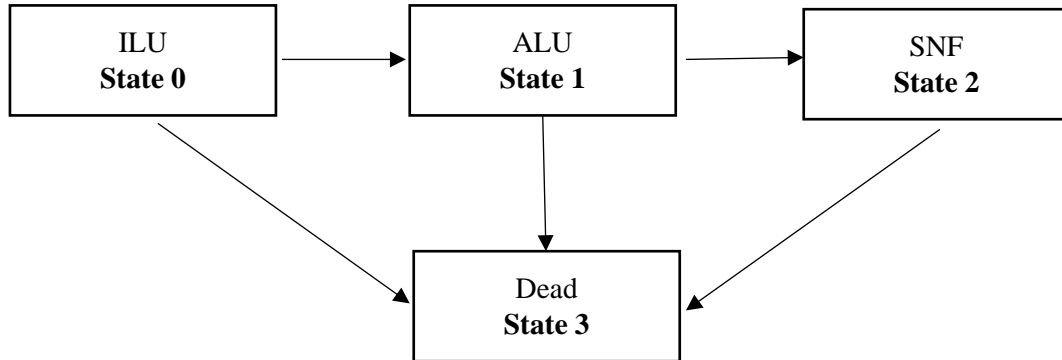 ILU
State 0
ALU
State 1
SNF
State 2
Dead
State 3